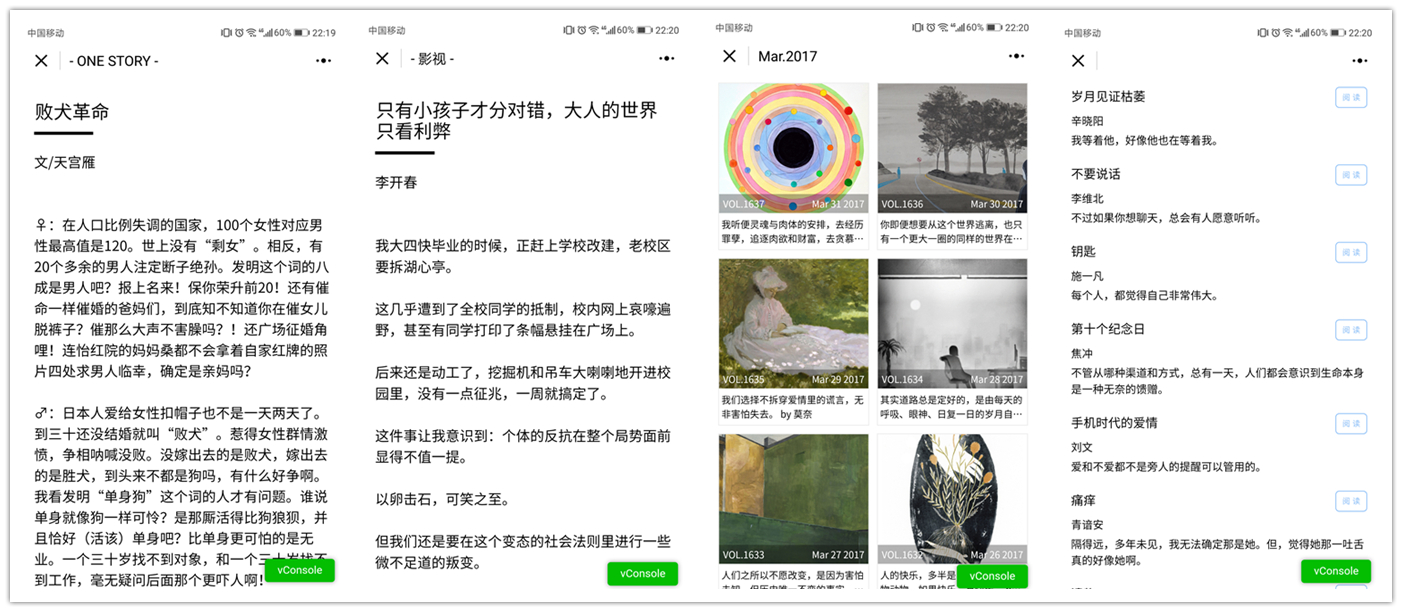 中国移动
60% 22:19
- ONE STORY -
败犬革命
文/天宫雁
♀：在人口比例失调的国家，100个女性对应男
性最高值是120。世上没有“剩女”。相反，有
20个多余的男人注定断子绝孙。发明这个词的八
成是男人吧？报上名来！保你荣升前20！还有催
命一样催婚的爸妈们，到底知不知道你在催女儿
脱裤子？催那么大声不害臊吗？！还广场征婚角
哩！连怡红院的妈妈桑都不会拿着自家红牌的照
片四处求男人临幸，确定是亲妈吗？
♂：日本人爱给女性扣帽子也不是一天两天了。
到三十还没结婚就叫“败犬”。惹得女性群情激
愤，争相呐喊没败。没嫁出去的是败犬，嫁出去
的是胜犬，到头来不都是狗吗，有什么好争啊。
我看发明“单身狗”这个词的人才有问题。谁说
单身就像狗一样可怜？是那厮活得比狗狼狈，并
且恰好（活该）单身吧？比单身更可怕的是无
业。一个三十岁找不到对象，和一个三十岁找不
到工作，毫无疑问后面那个更吓人啊！
vConsole
中国移动
60% 22:20
- 影视 -
只有小孩子才分对错，大人的世界
只看利弊
李开春
我大四快毕业的时候，正赶上学校改建，老校区
要拆湖心亭。
这几乎遭到了全校同学的抵制，校内网上哀嚎遍
野，甚至有同学打印了条幅悬挂在广场上。
后来还是动工了，挖掘机和吊车大喇喇地开进校
园里，没有一点征兆，一周就搞定了。
这件事让我意识到：个体的反抗在整个局势面前
显得不值一提。
以卵击石，可笑之至。
但我们还是要在这个变态的社会法则里进行一些
微不足道的叛变。
vConsole
中国移动
60% 22:20
Mar.2017
VOL.1637 Mar 31 2017
我听便灵魂与肉体的安排，去经历
罪孽，追逐肉欲和财富，去贪慕…
VOL.1636 Mar 30 2017
你即便想要从这个世界逃离，也只
有一个更大一圈的同样的世界在…
VOL.1635 Mar 29 2017
我们选择不拆穿爱情里的谎言，无
非害怕失去。 by 莫奈
VOL.1634 Mar 28 2017
其实道路总是定好的，是由每天的
呼吸、眼神、日复一日的岁月自…
VOL.1633 Mar 27 2017
人们之所以不愿改变，是因为害怕
VOL.1632 Mar 26 2017
人的快乐，多半是
vConsole
中国移动
60% 22:20
岁月见证枯萎
阅读
辛晓阳
我等着他，好像他也在等着我。
不要说话
阅读
李维北
不过如果你想聊天，总会有人愿意听听。
钥匙
阅读
施一凡
每个人，都觉得自己非常伟大。
第十个纪念日
阅读
焦冲
不管从哪种渠道和方式，总有一天，人们都会意识到生命本身
是一种无奈的馈赠。
手机时代的爱情
阅读
刘文
爱和不爱都不是旁人的提醒可以管用的。
痛痒
阅读
青谙安
隔得远，多年未见，我无法确定那是她。但，觉得她那一吐舌
真的好像她啊。
vConsole